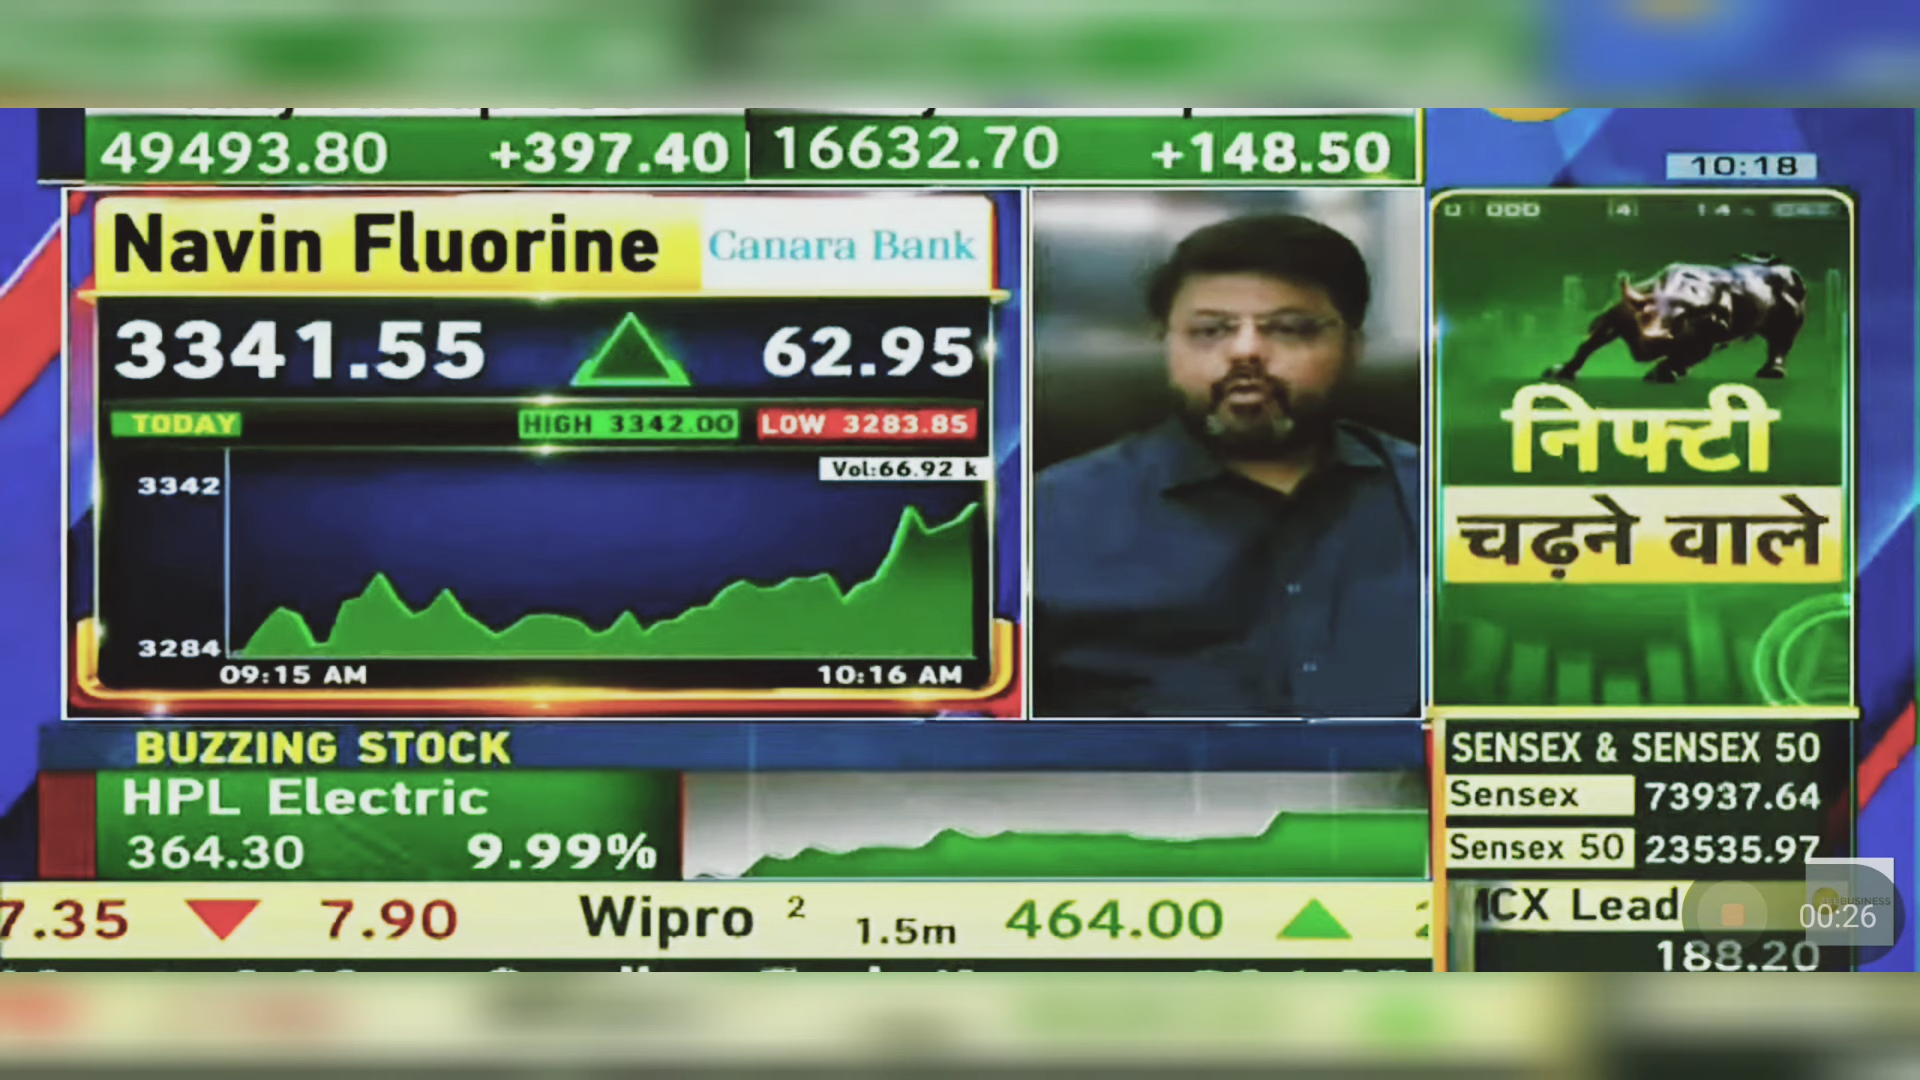 49493.80 +397.40 16632.70 +148.50
10:18
Navin Fluorine Canara Bank
3341.55 62.95
TODAY HIGH 3342.00 LOW 3283.85
Vol:66.92 k
3342
3284
09:15 AM 10:16 AM
निफ्टी
चढ़ने वाले
BUZZING STOCK
HPL Electric
364.30 9.99%
SENSEX & SENSEX 50
Sensex 73937.64
Sensex 50 23535.97
Lead
188.20
7.35 7.90 Wipro 2 1.5m 464.00
BUSINESS
00:26